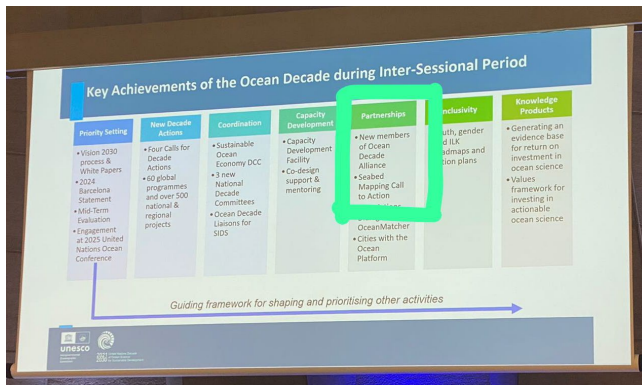 Key Achievements of the Ocean Decade during Inter-Sessional Period
Priority Setting
• Vision 2030
process &
White Papers
• 2024
Barcelona
Statement
• Mid-Term
Evaluation
• Engagement
at 2025 United
Nations Ocean
Conference
New Decade
Actions
• Four Calls for
Decade
Actions
• 60 global
programmes
and over 500
national &
regional
projects
Coordination
• Sustainable
Ocean
Economy DCC
• 3 new
National
Decade
Committees
• Ocean Decade
Liaisons for
SIDS
Capacity
Development
• Capacity
Development
Facility
• Co-design
support &
mentoring
Partnerships
• New members
of Ocean
Decade
Alliance
• Seabed
Mapping Call
to Action
OceanMatcher
• Cities with the
Ocean
Platform
Inclusivity
gender
ILK
and
plans
Knowledge
Products
• Generating an
evidence base
for return on
investment in
ocean science
• Values
framework for
investing in
actionable
ocean science
Guiding framework for shaping and prioritising other activities
unesco